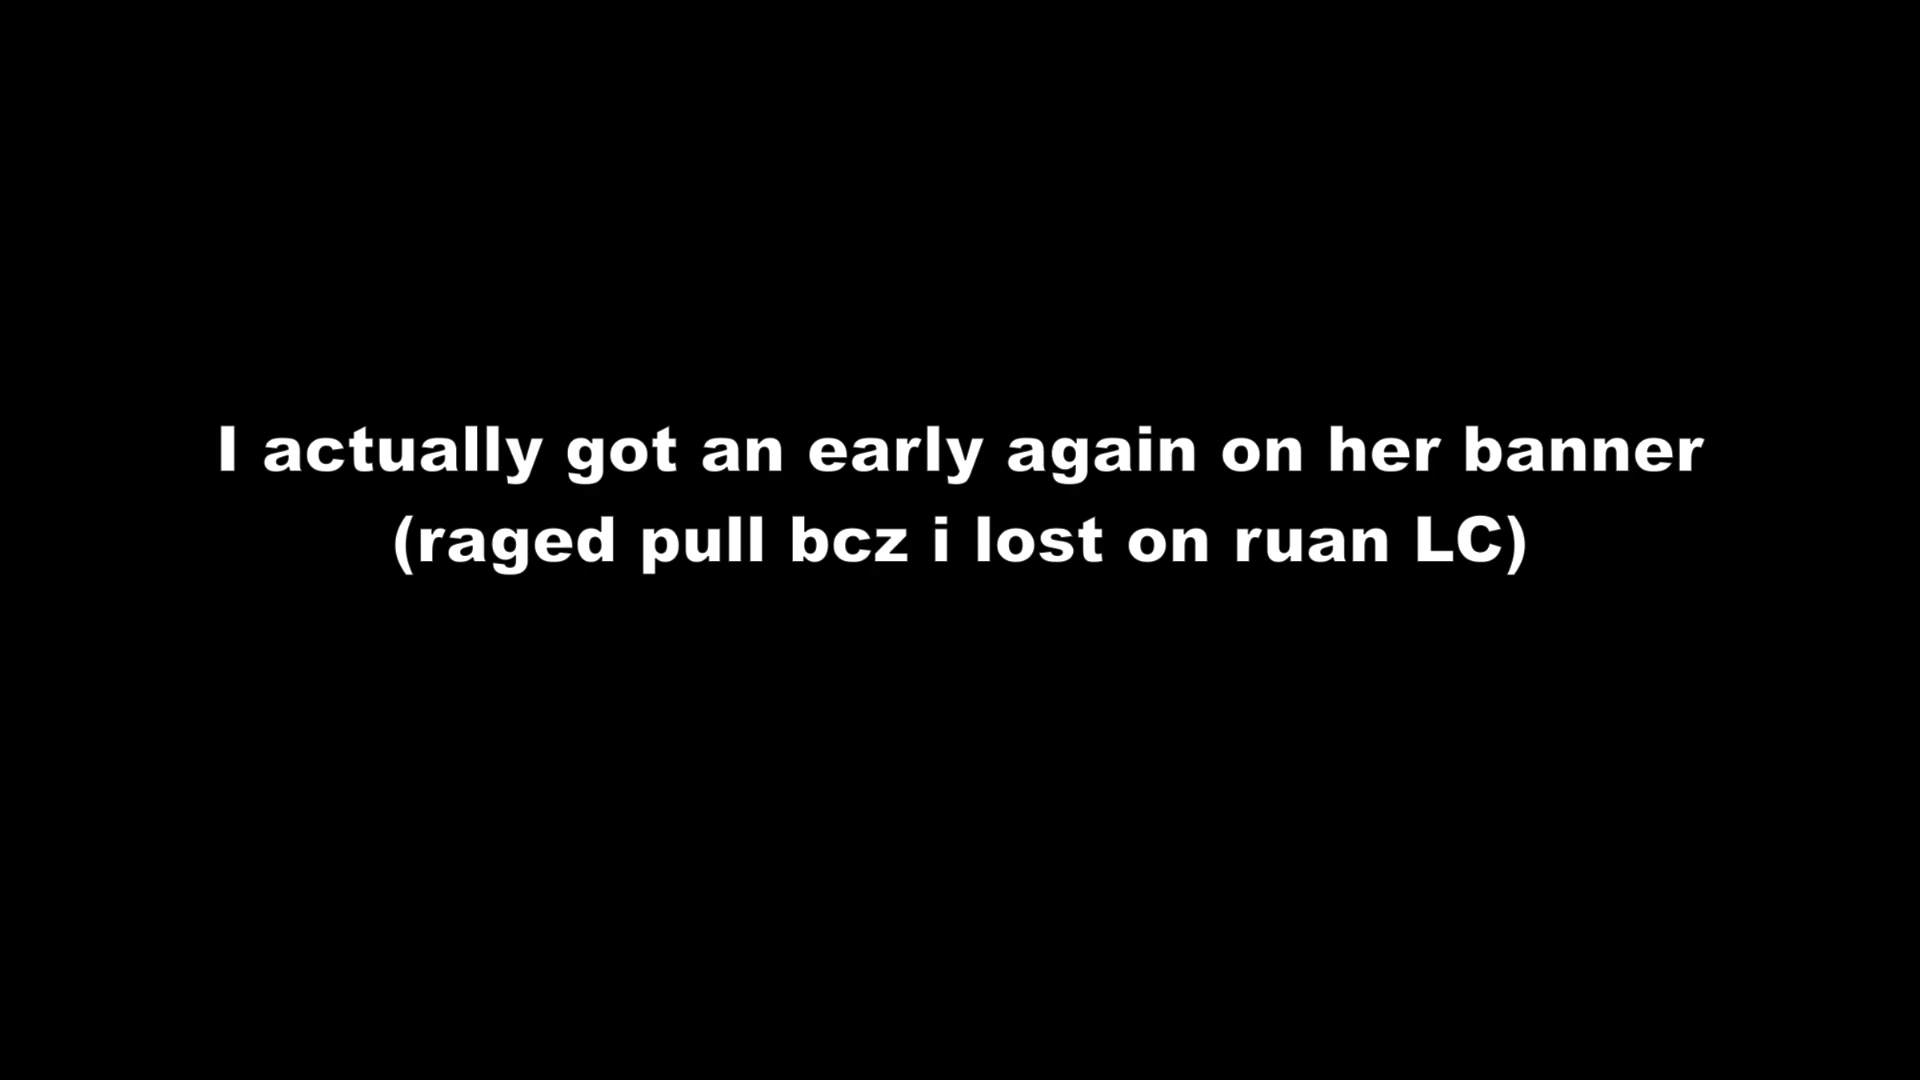 I actually got an early again on her banner
(raged pull bcz i lost on ruan LC)